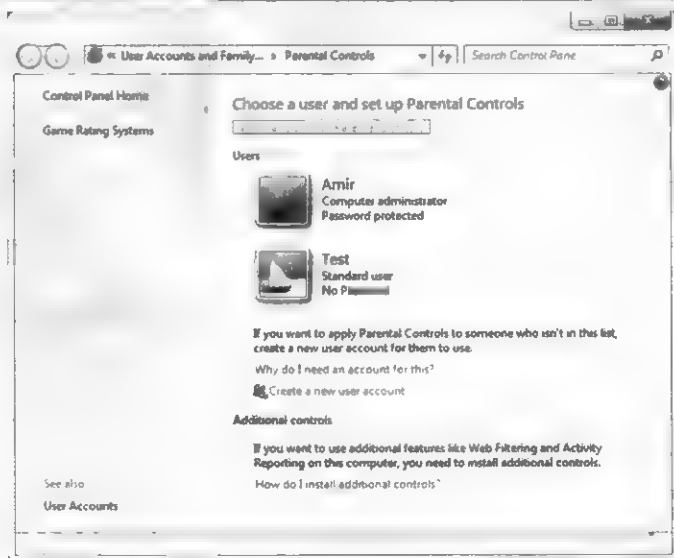 « User Accounts and Family... » Parental Controls
Search Control Pane
Control Panel Home
Game Rating Systems
Choose a user and set up Parental Controls
Users
Amir
Computer administrator
Password protected
Test
Standard user
No
If you want to apply Parental Controls to someone who isn't in this list,
create a new user account for them to use.
Why do I need an account for this?
Create a new user account
Additional controls
If you want to use additional features like Web Filtering and Activity
Reporting on this computer, you need to install additional controls.
How do I install additional controls?
See also
User Accounts